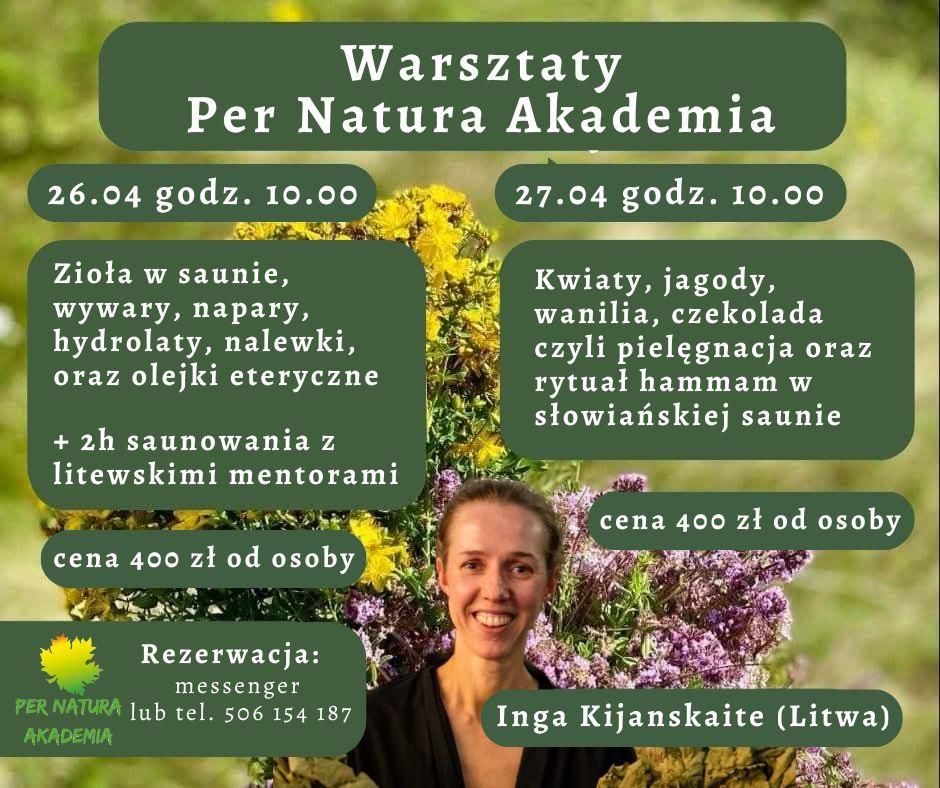 Warsztaty
Per Natura Akademia
26.04 godz. 10.00
Zioła w saunie,
wywary, napary,
hydrolaty, nalewki,
oraz olejki eteryczne
+ 2h saunowania z
litewskimi mentorami
cena 400 zł od osoby
27.04 godz. 10.00
Kwiaty, jagody,
wanilia, czekolada
czyli pielęgnacja oraz
rytuał hammam w
słowiańskiej saunie
cena 400 zł od osoby
PER NATURA
AKADEMIA
Rezerwacja:
messenger
lub tel. 506 154 187
Inga Kijanskaite (Litwa)